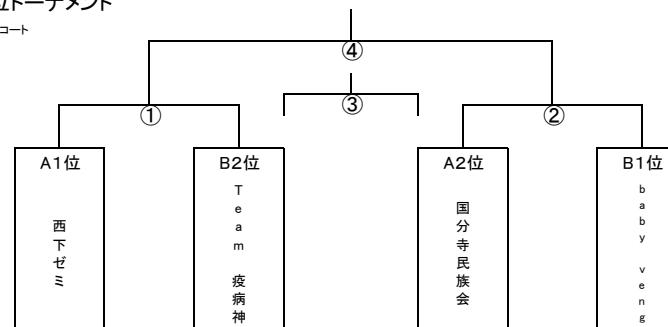 トーナメント
コート
④
③
①
②
A1位
B2位
A2位
B1位
西下ゼミ
Team 疫病神
国分寺民族会
baby veng